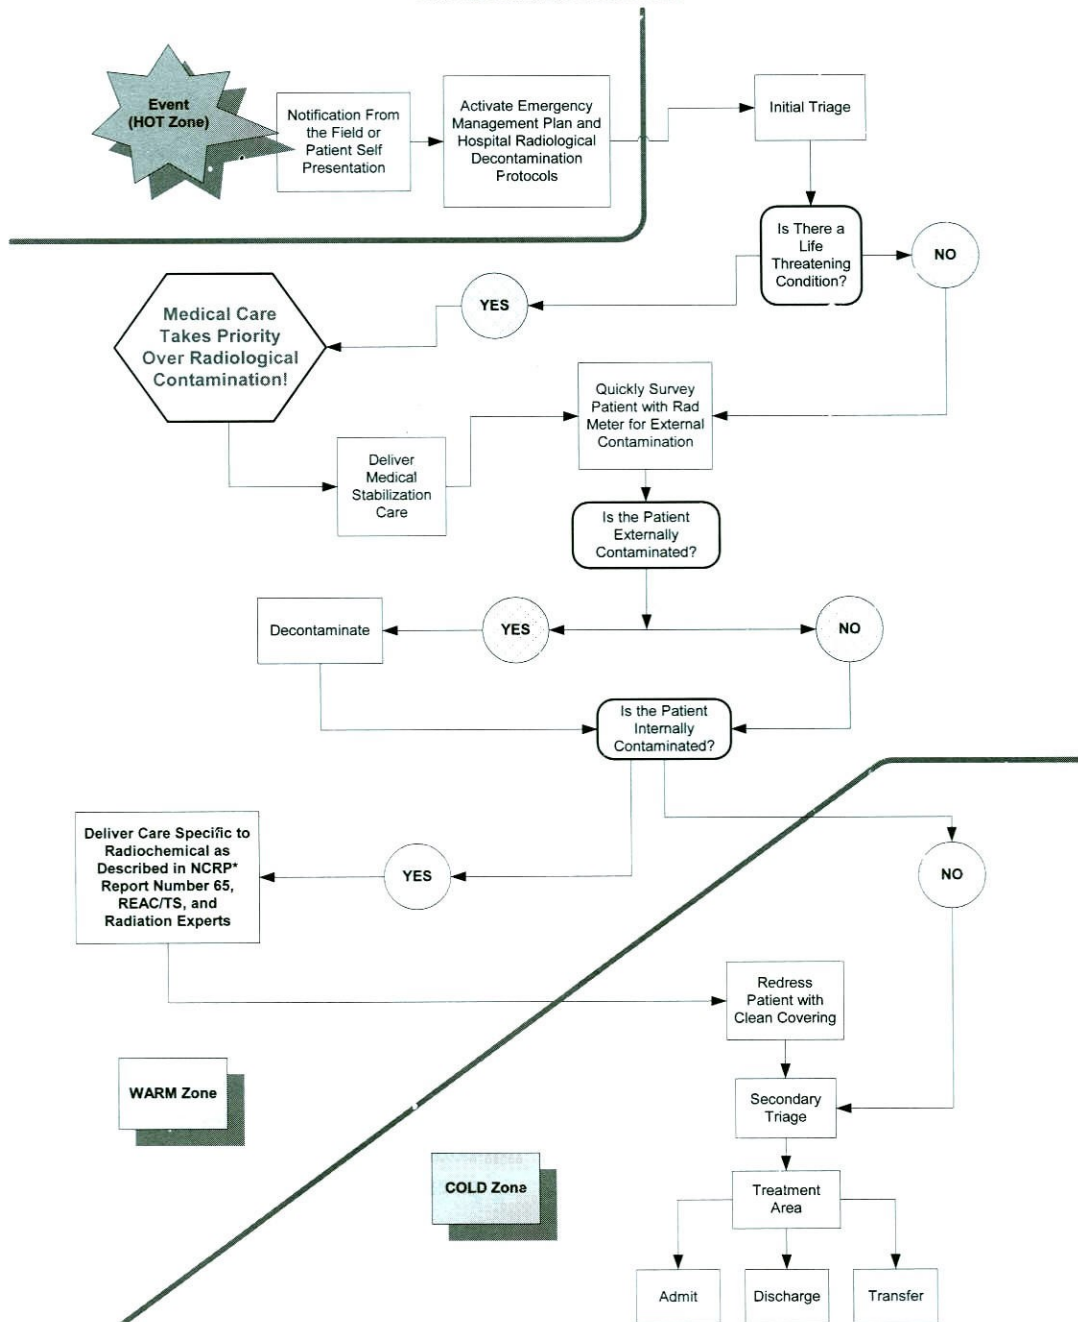 Event
(HOT Zone)
Notification From
the Field or
Patient Self
Presentation
Activate Emergency
Management Plan and
Hospital Radiological
Decontamination
Protocols
Initial Triage
Is There a
Life
Threatening
Condition?
NO
YES
Medical Care
Takes Priority
Over Radiological
Contamination!
Quickly Survey
Patient with Rad
Meter for External
Contamination
Deliver
Medical
Stabilization
Care
Is the Patient
Externally
Contaminated?
Decontaminate
YES
NO
Is the Patient
Internally
Contaminated?
Deliver Care Specific to
Radiochemical as
Described in NCRP*
Report Number 65,
REAC/TS, and
Radiation Experts
YES
NO
Redress
Patient with
Clean Covering
WARM Zone
Secondary
Triage
COLD Zone
Treatment
Area
Admit
Discharge
Transfer